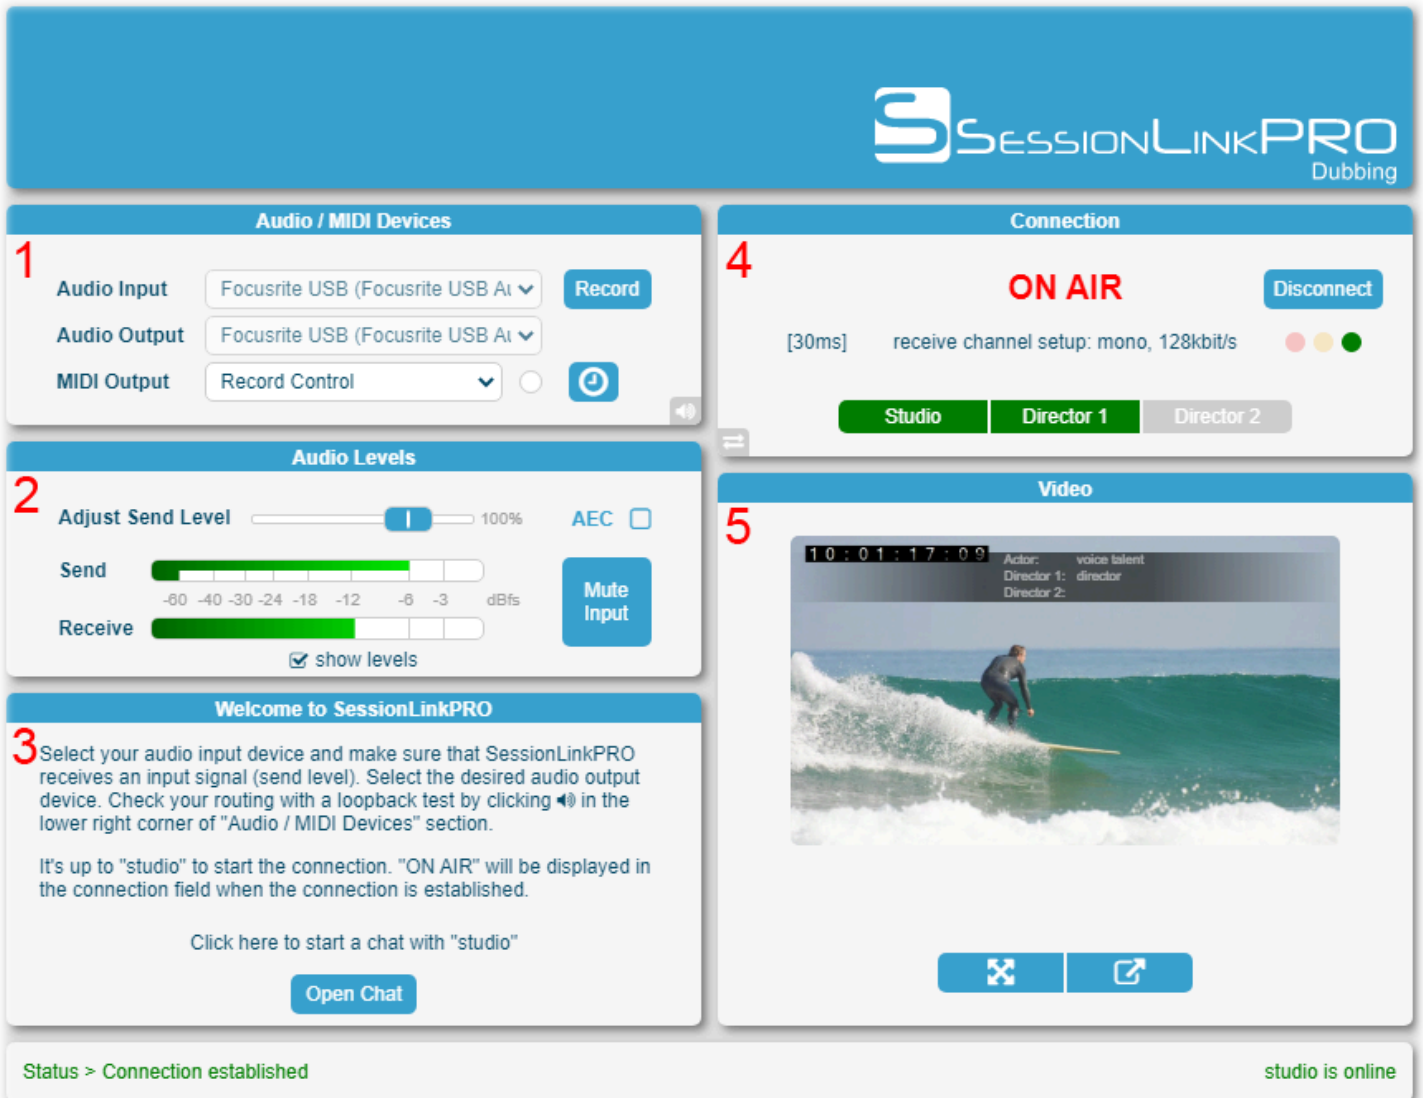 SESSIONLINKPRO
Dubbing
Audio / MIDI Devices
1
Audio Input Focusrite USB (Focusrite USB Au Record
Audio Output Focusrite USB (Focusrite USB Au
MIDI Output Record Control
Audio Levels
2
Adjust Send Level 100% AEC
Send
-60 -40 -30 -24 -18 -12 -6 -3 dBfs
Mute
Input
Receive
show levels
Welcome to SessionLinkPRO
3
Select your audio input device and make sure that SessionLinkPRO
receives an input signal (send level). Select the desired audio output
device. Check your routing with a loopback test by clicking in the
lower right corner of "Audio / MIDI Devices" section.
It's up to "studio" to start the connection. "ON AIR" will be displayed in
the connection field when the connection is established.
Click here to start a chat with "studio"
Open Chat
Connection
4
ON AIR Disconnect
[30ms] receive channel setup: mono, 128kbit/s
Studio Director 1 Director 2
Video
5
10:01:17:09
Actor: voice talent
Director 1: director
Director 2:
Status > Connection established studio is online